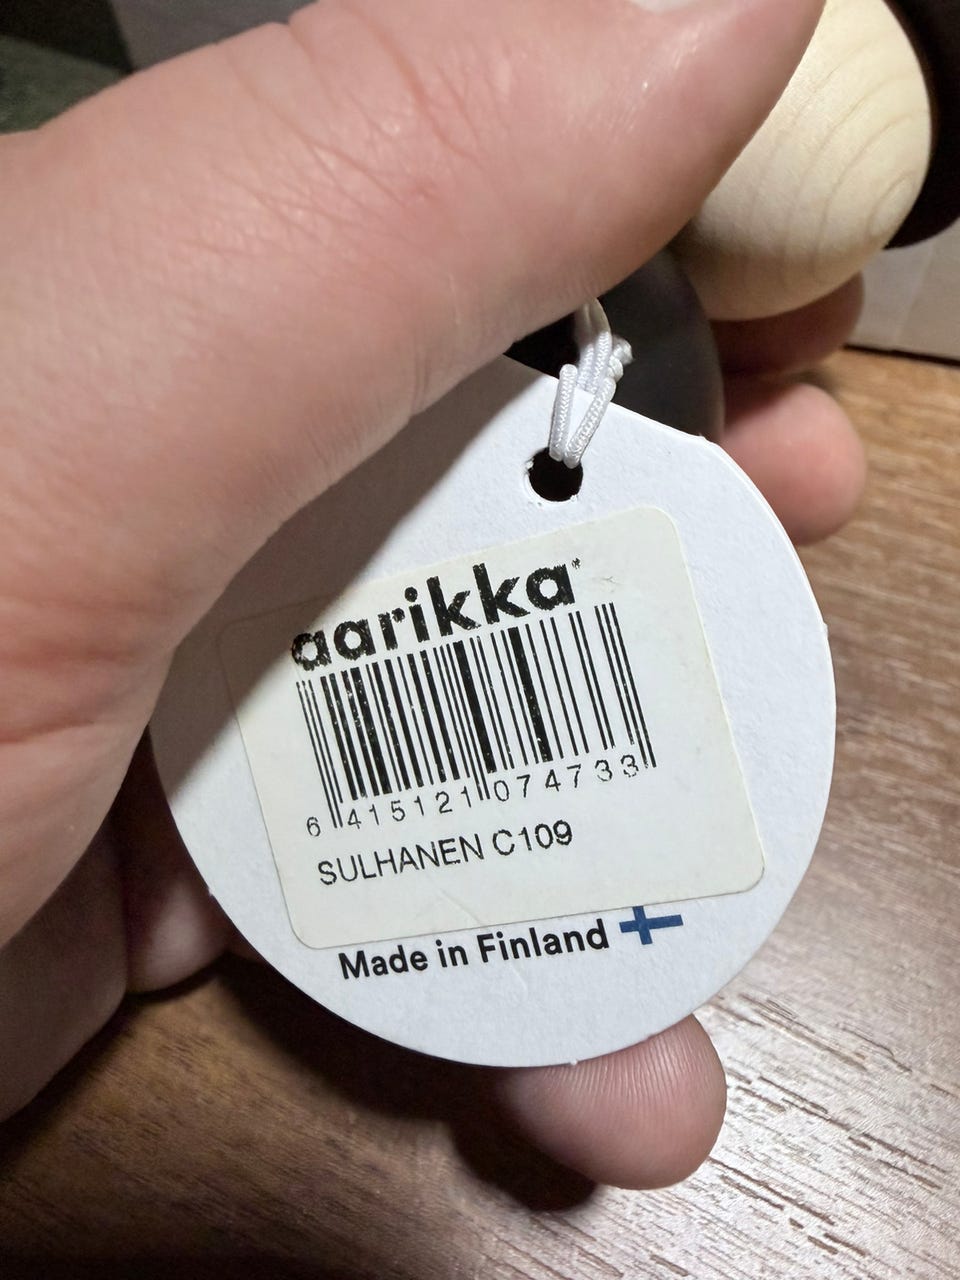 aarikka
6 415121 074733
SULHANEN C109
Made in Finland